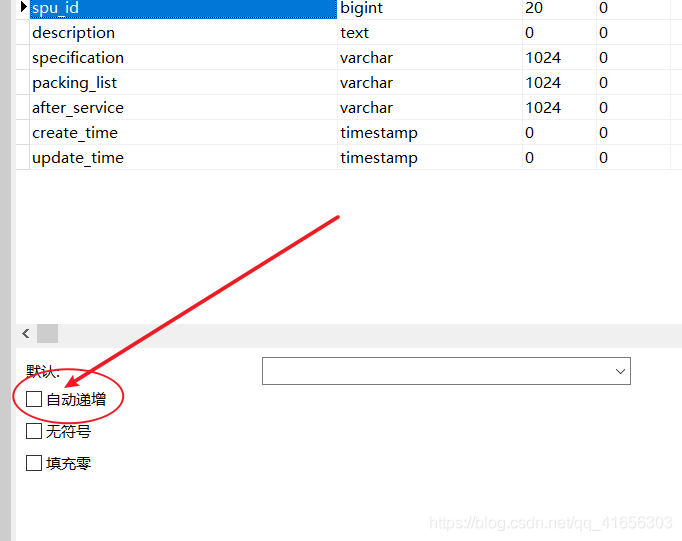 spu_id bigint 20 0
description text 0 0
specification varchar 1024 0
packing_list varchar 1024 0
after_service varchar 1024 0
create_time timestamp 0 0
update_time timestamp 0 0
默认:
自动递增
无符号
填充零
https://blog.csdn.net/qq_41656303